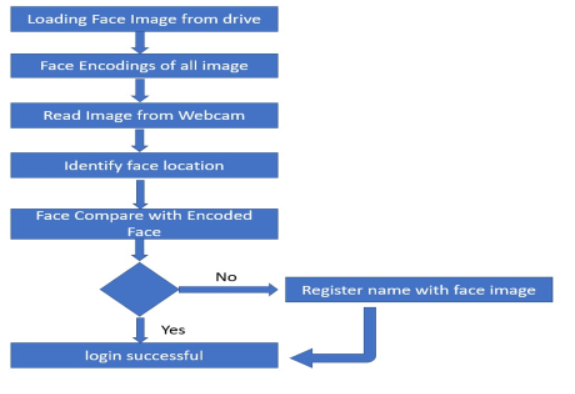 Loading Face Image from drive
Face Encodings of all image
Read Image from Webcam
Identify face location
Face Compare with Encoded
Face
No
Register name with face image
Yes
login successful